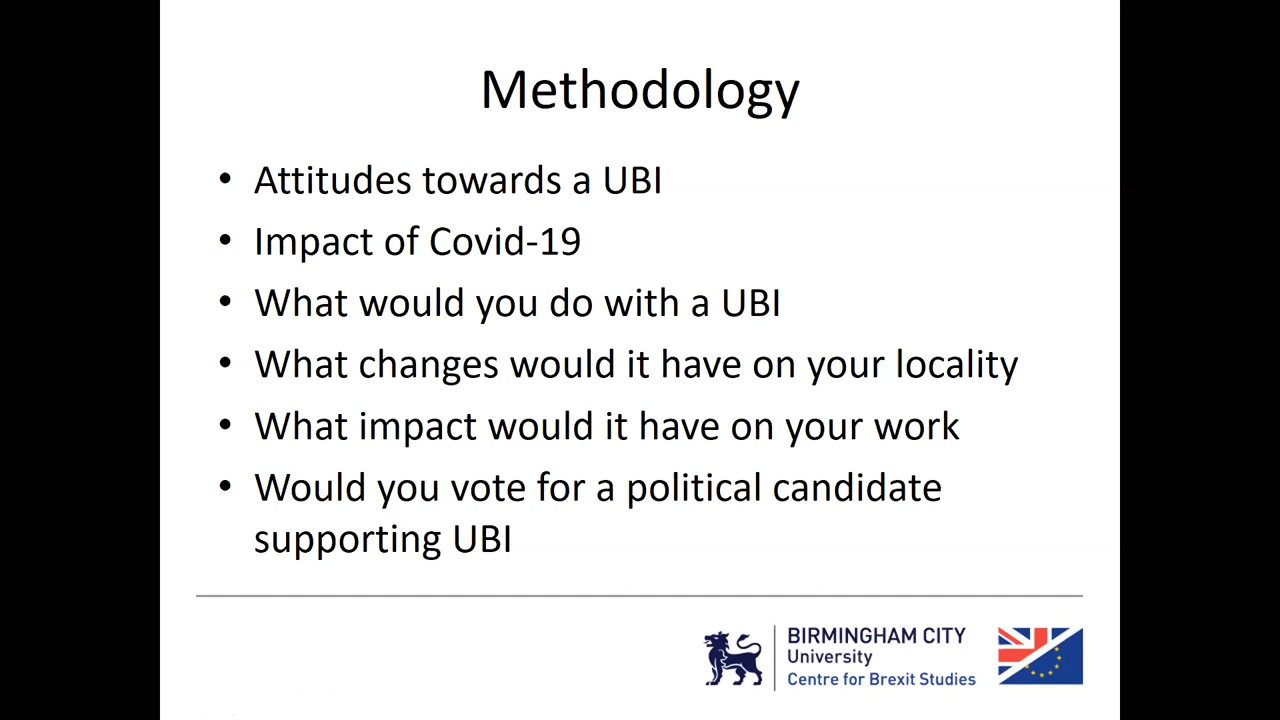 Methodology
• Attitudes towards a UBI
• Impact of Covid-19
• What would you do with a UBI
• What changes would it have on your locality
• What impact would it have on your work
• Would you vote for a political candidate
supporting UBI
BIRMINGHAM CITY
University
Centre for Brexit Studies